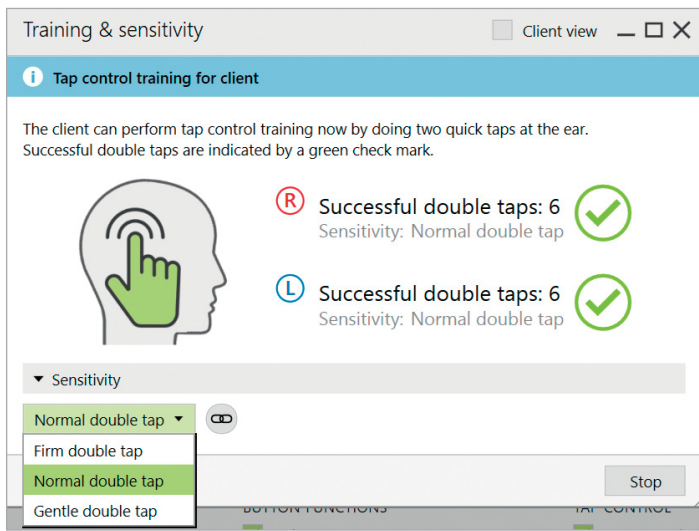 Training & sensitivity
Client view
i Tap control training for client
The client can perform tap control training now by doing two quick taps at the ear.
Successful double taps are indicated by a green check mark.
R Successful double taps: 6
Sensitivity: Normal double tap
L Successful double taps: 6
Sensitivity: Normal double tap
Sensitivity
Normal double tap
Firm double tap
Normal double tap
Gentle double tap
Stop
BUTTON FUNCTIONS
TAP CONTROL